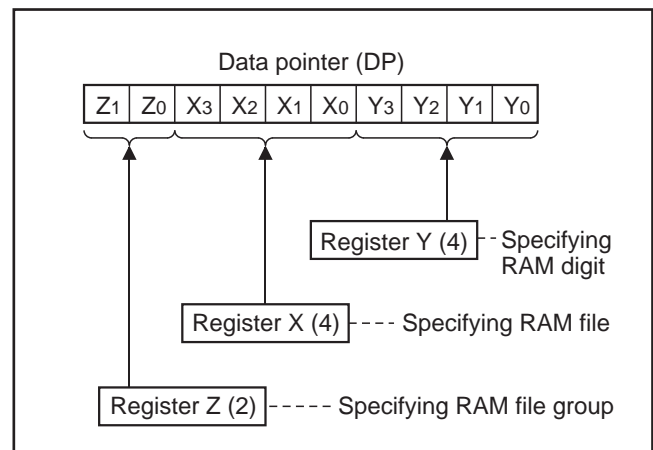 Data pointer (DP)
Z1 Z0 X3 X2 X1 X0 Y3 Y2 Y1 Y0
Register Y (4) Specifying
RAM digit
Register X (4) Specifying RAM file
Register Z (2) Specifying RAM file group